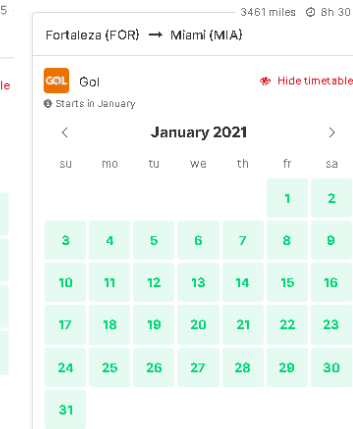 5
3461 miles 8h 30
Fortaleza (FOR) → Miami (MIA)
le
GOL Gol Hide timetable
Starts in January
January 2021
su mo tu we th fr sa
1 2
3 4 5 6 7 8 9
10 11 12 13 14 15 16
17 18 19 20 21 22 23
24 25 26 27 28 29 30
31